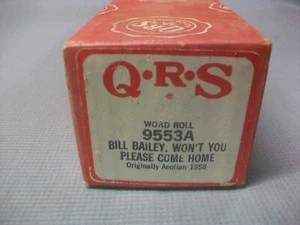 Q·R·S
WORD ROLL
9553A
BILL BAILEY. WON'T YOU
PLEASE COME HOME
Originally Aeolian 1358